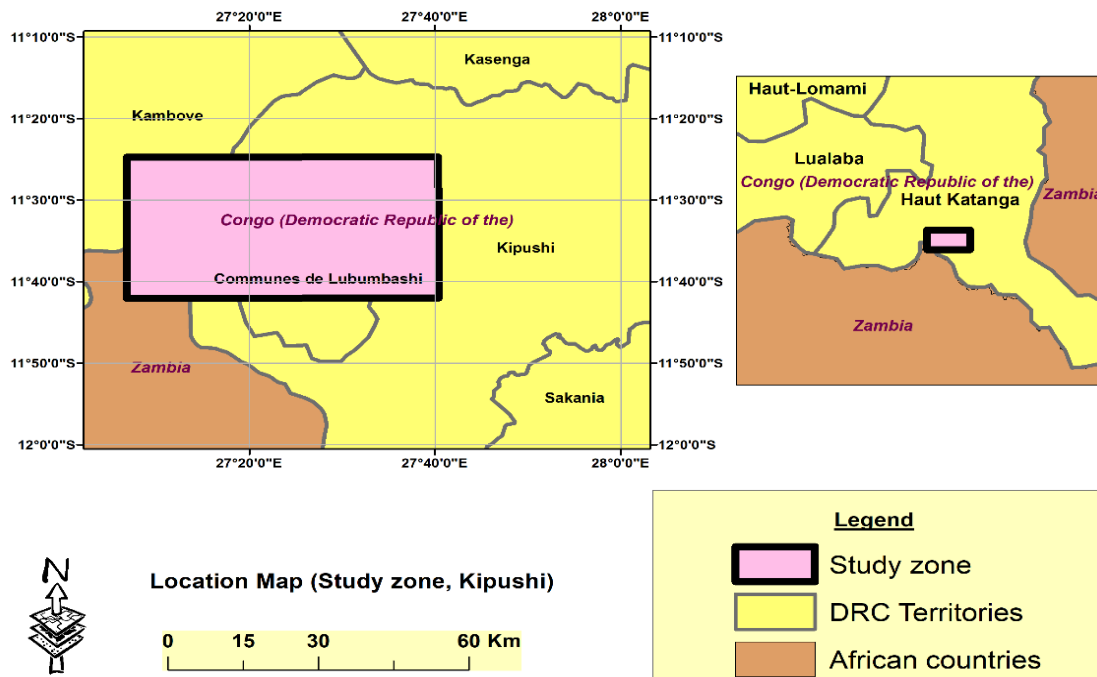 27°20'0"E 27°40'0"E 28°0'0"E
11°10'0"S
11°20'0"S
11°30'0"S
11°40'0"S
11°50'0"S
12°0'0"S
Kasenga
Kambove
Congo (Democratic Republic of the)
Kipushi
Communes de Lubumbashi
Zambia
Sakania
11°10'0"S
11°20'0"S
11°30'0"S
11°40'0"S
11°50'0"S
12°0'0"S
27°20'0"E 27°40'0"E 28°0'0"E
Haut-Lomami
Lualaba
Congo (Democratic Republic of the)
Zambia
Haut Katanga
Zambia
N
Location Map (Study zone, Kipushi)
0 15 30 60 Km
Legend
Study zone
DRC Territories
African countries